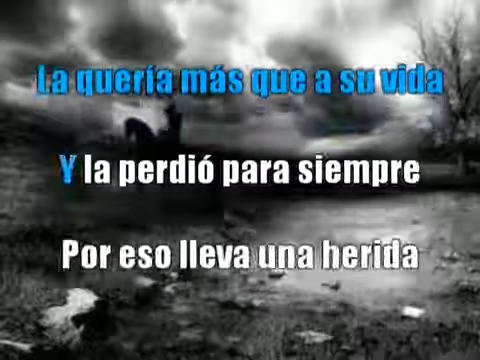 La quería más que a su vida
Y la perdió para siempre
Por eso lleva una herida